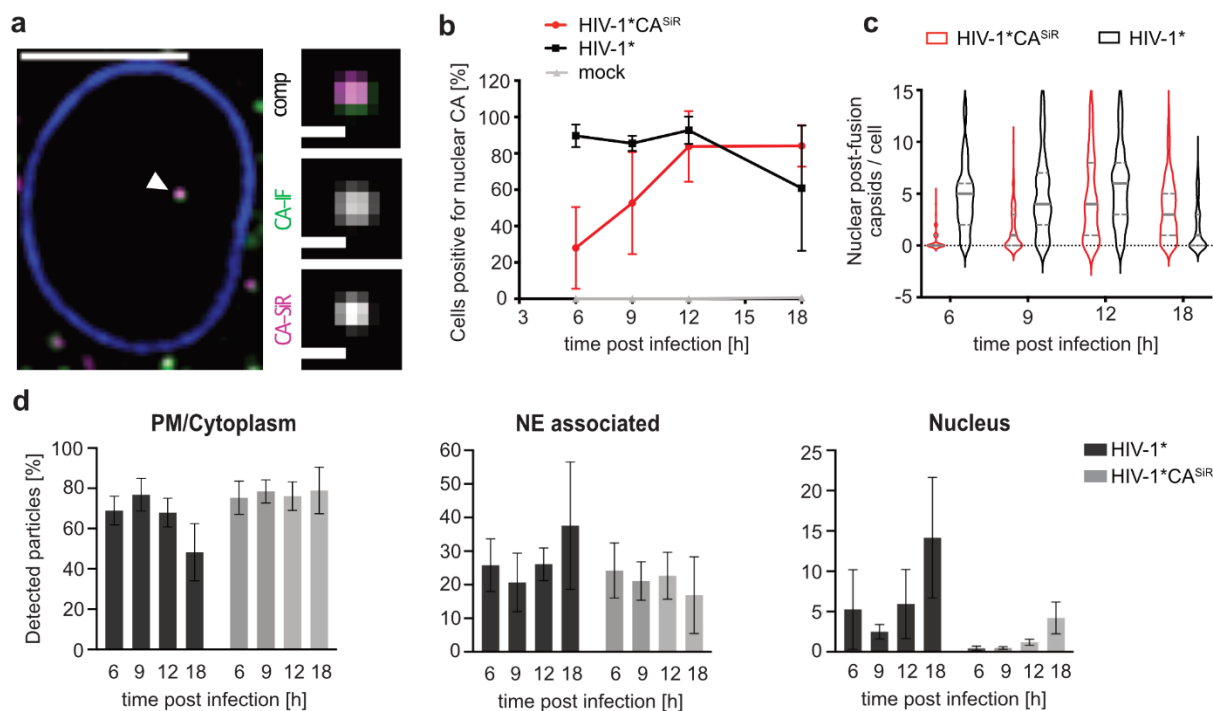 a
comp
CA-IF
CA-SiR
b
HIV-1*CA^SiR
HIV-1*
mock
Cells positive for nuclear CA [%]
120
100
80
60
40
20
0
3 6 9 12 15 18
time post infection [h]
c
HIV-1*CA^SiR HIV-1*
Nuclear post-fusion
capsids / cell
15
10
5
0
-5
6 9 12 18
time post infection [h]
d
PM/Cytoplasm
Detected particles [%]
100
80
60
40
20
0
6 9 12 18 6 9 12 18
time post infection [h]
NE associated
60
50
40
30
20
10
0
6 9 12 18 6 9 12 18
time post infection [h]
Nucleus
25
20
15
10
5
0
6 9 12 18 6 9 12 18
time post infection [h]
HIV-1*
HIV-1*CA^SiR